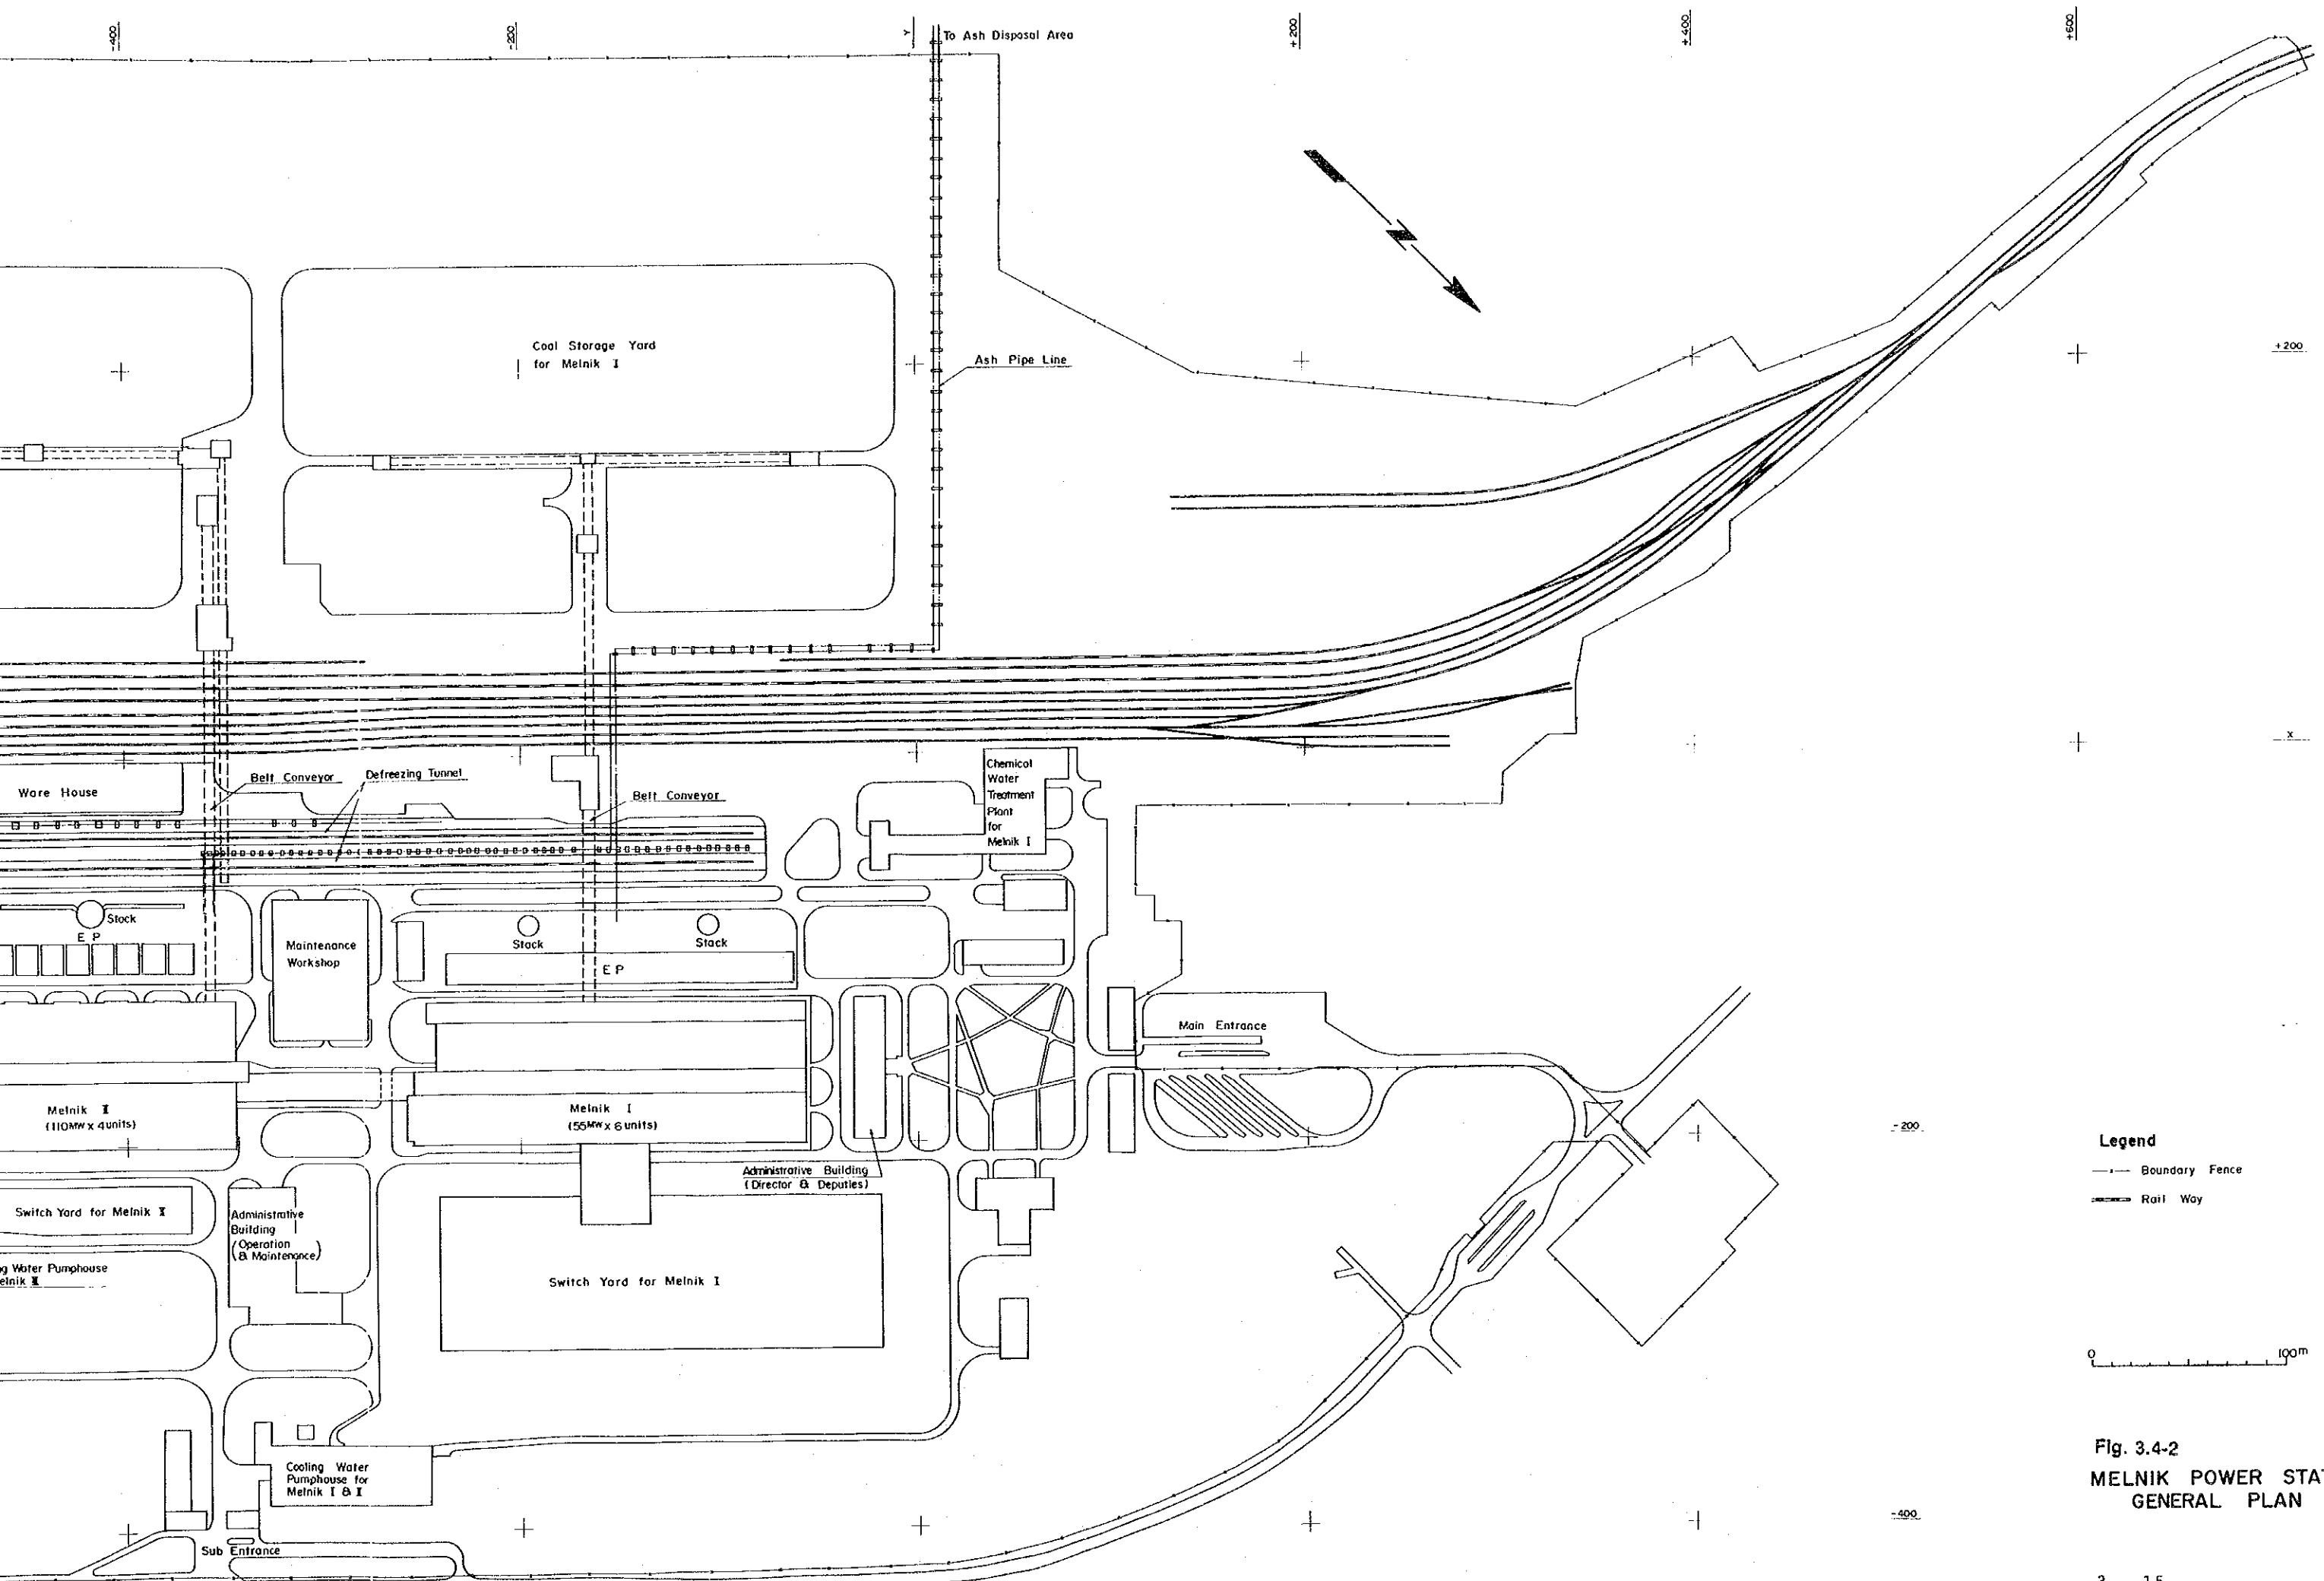 -400
-200
Y
+200
+400
+600
To Ash Disposal Area
N
Coal Storage Yard
for Melnik I
Ash Pipe Line
+200
X
Belt Conveyor
Defreezing Tunnel
Ware House
Belt Conveyor
Chemical
Water
Treatment
Plant
for
Melnik I
Stack
E P
Stack
Stack
Maintenance
Workshop
E P
Main Entrance
Melnik II
(110MW x 4units)
Melnik I
(55MW x 6units)
-200
Legend
Boundary Fence
Rail Way
Administrative Building
(Director & Deputies)
Switch Yard for Melnik II
Administrative
Building
(Operation
& Maintenance)
g Water Pumphouse
elnik III
Switch Yard for Melnik I
0 100m
Fig. 3.4-2
MELNIK POWER STA
GENERAL PLAN
Cooling Water
Pumphouse for
Melnik I & II
-400
Sub Entrance